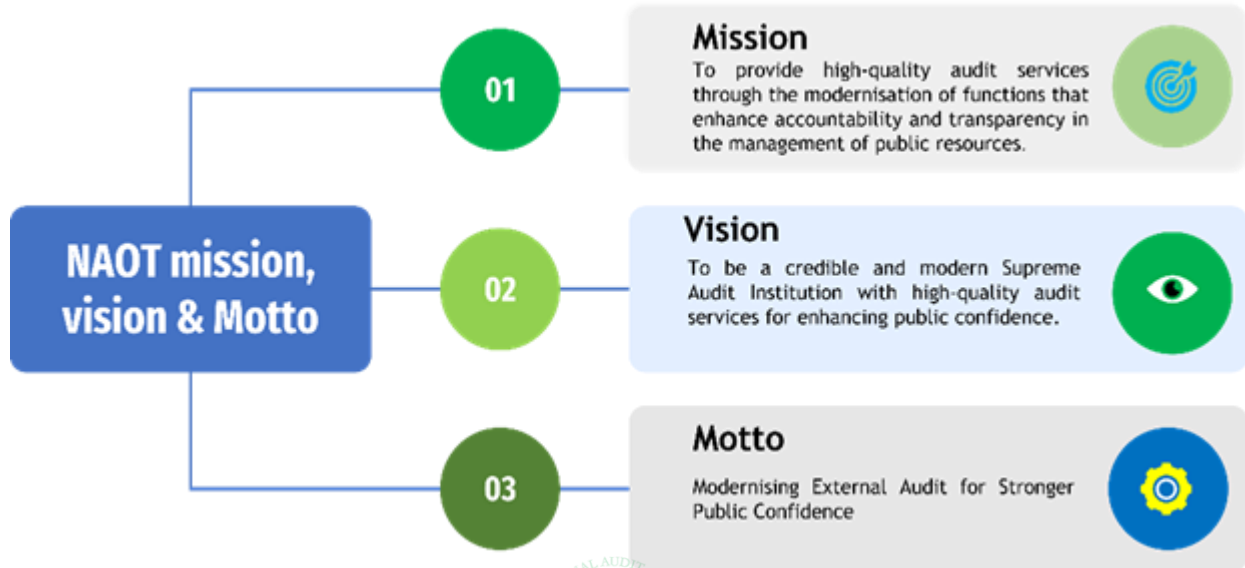 NAOT mission,
vision & Motto
01
Mission
To provide high-quality audit services
through the modernisation of functions that
enhance accountability and transparency in
the management of public resources.
02
Vision
To be a credible and modern Supreme
Audit Institution with high-quality audit
services for enhancing public confidence.
03
Motto
Modernising External Audit for Stronger
Public Confidence
AL AUDIT